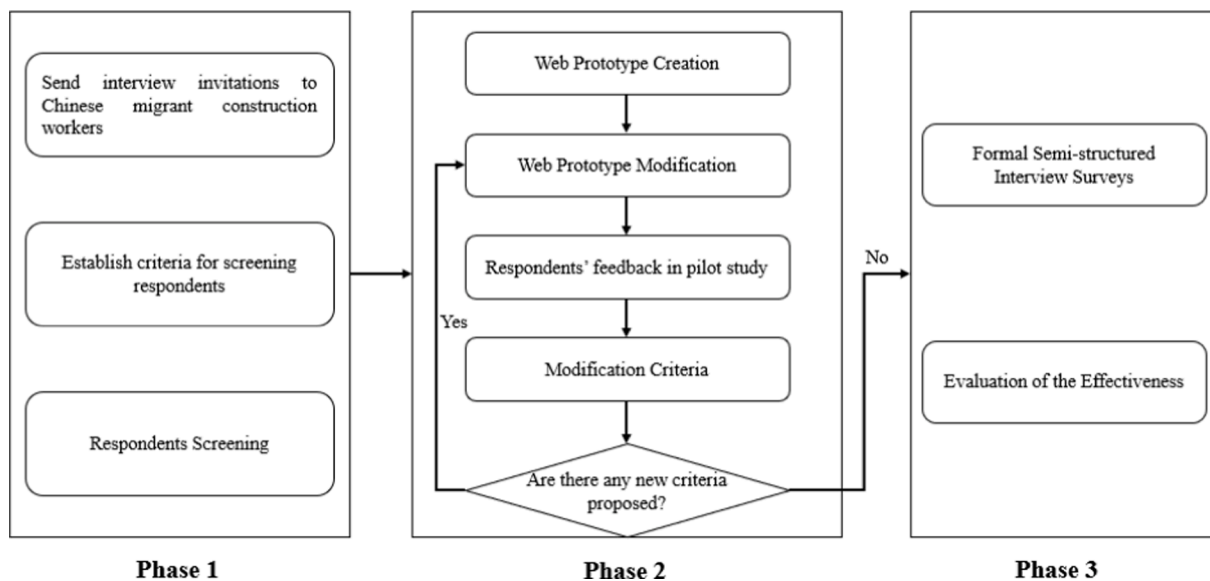 Send interview invitations to
Chinese migrant construction
workers
Establish criteria for screening
respondents
Respondents Screening
Phase 1
Web Prototype Creation
Web Prototype Modification
Respondents’ feedback in pilot study
Yes
Modification Criteria
Are there any new criteria
proposed?
Phase 2
No
Formal Semi-structured
Interview Surveys
Evaluation of the Effectiveness
Phase 3